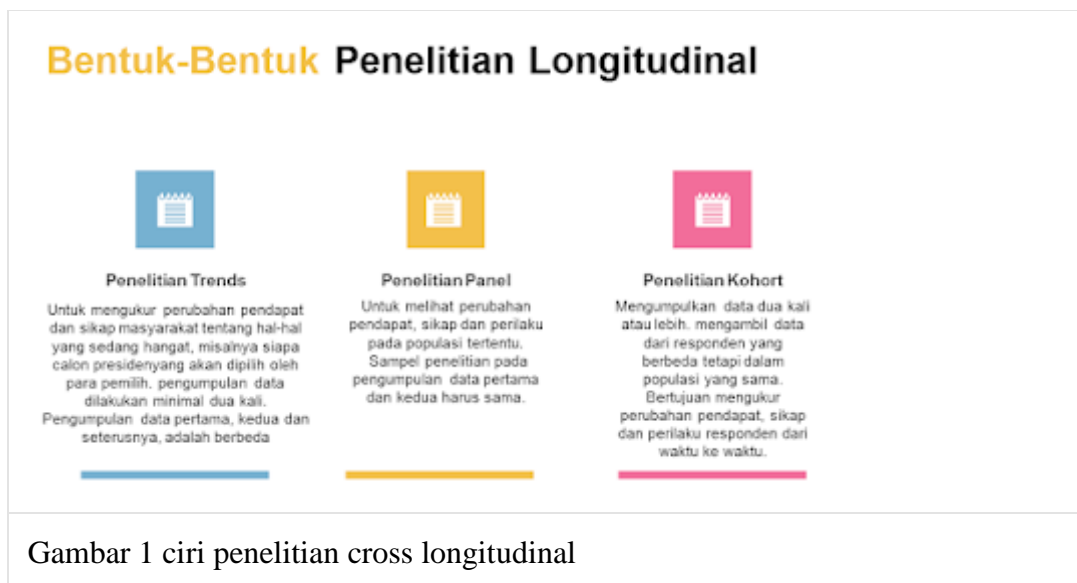 Bentuk-Bentuk Penelitian Longitudinal
Penelitian Trends
Untuk mengukur perubahan pendapat
dan sikap masyarakat tentang hal-hal
yang sedang hangat, misalnya siapa
calon presidenyang akan dipilih oleh
para pemilih. pengumpulan data
dilakukan minimal dua kali.
Pengumpulan data pertama, kedua dan
seterusnya, adalah berbeda
Penelitian Panel
Untuk melihat perubahan
pendapat, sikap dan perilaku
pada populasi tertentu.
Sampel penelitian pada
pengumpulan data pertama
dan kedua harus sama.
Penelitian Kohort
Mengumpulkan data dua kali
atau lebih. mengambil data
dari responden yang
berbeda tetapi dalam
populasi yang sama.
Bertujuan mengukur
perubahan pendapat, sikap
dan perilaku responden dari
waktu ke waktu.
Gambar 1 ciri penelitian cross longitudinal